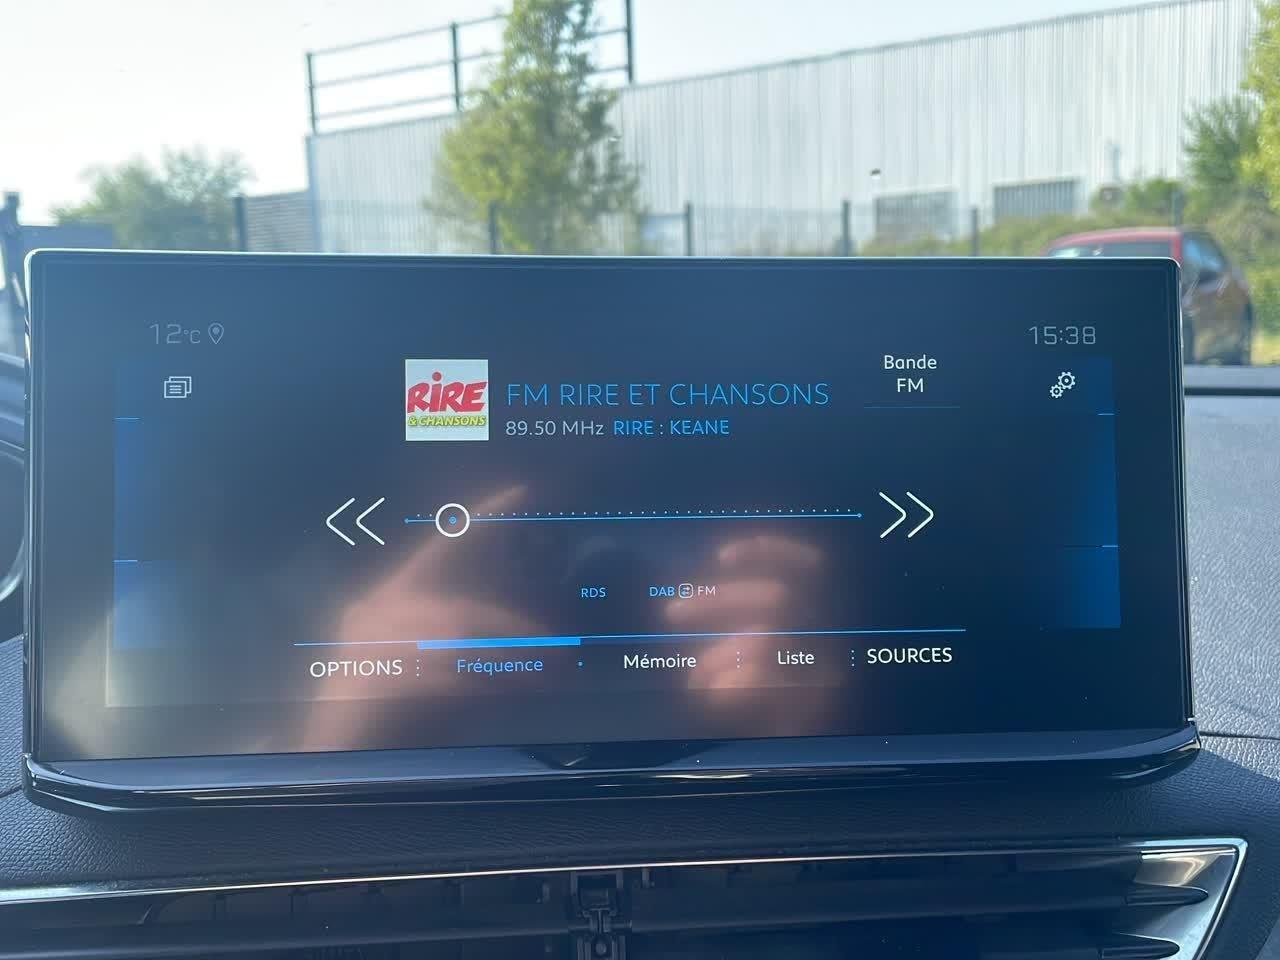 12°C
15:38
Bande
FM
RIRE
& CHANSONS
FM RIRE ET CHANSONS
89.50 MHz RIRE : KEANE
RDS DAB FM
OPTIONS Fréquence Mémoire Liste SOURCES